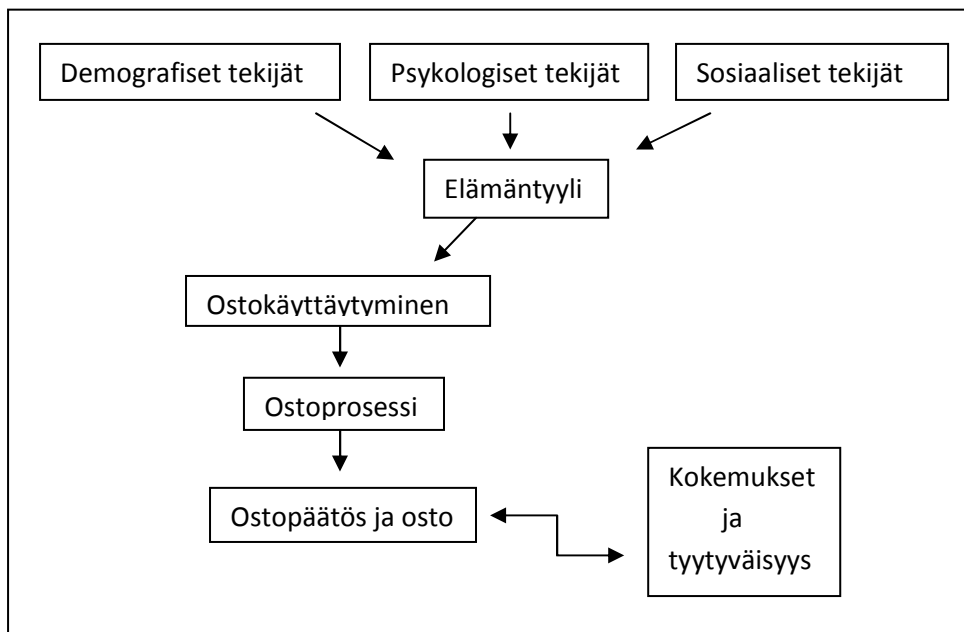 Demografiset tekijät
Psykologiset tekijät
Sosiaaliset tekijät
Elämäntyyli
Ostokäyttäytyminen
Ostoprosessi
Ostopäätös ja osto
Kokemukset
ja
tyytyväisyys